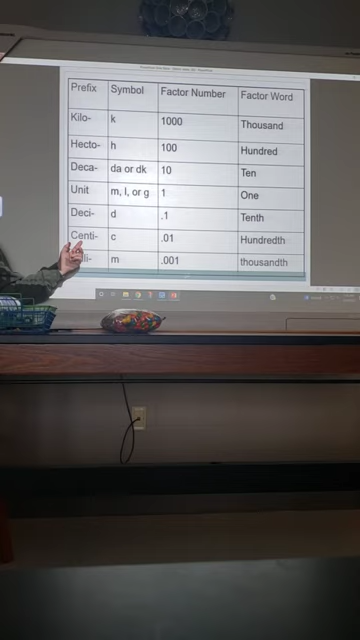 Prefix Symbol Factor Number Factor Word
Kilo- k 1000 Thousand
Hecto- h 100 Hundred
Deca- da or dk 10 Ten
Unit m, l, or g 1 One
Deci- d .1 Tenth
Centi- c .01 Hundredth
m .001 thousandth